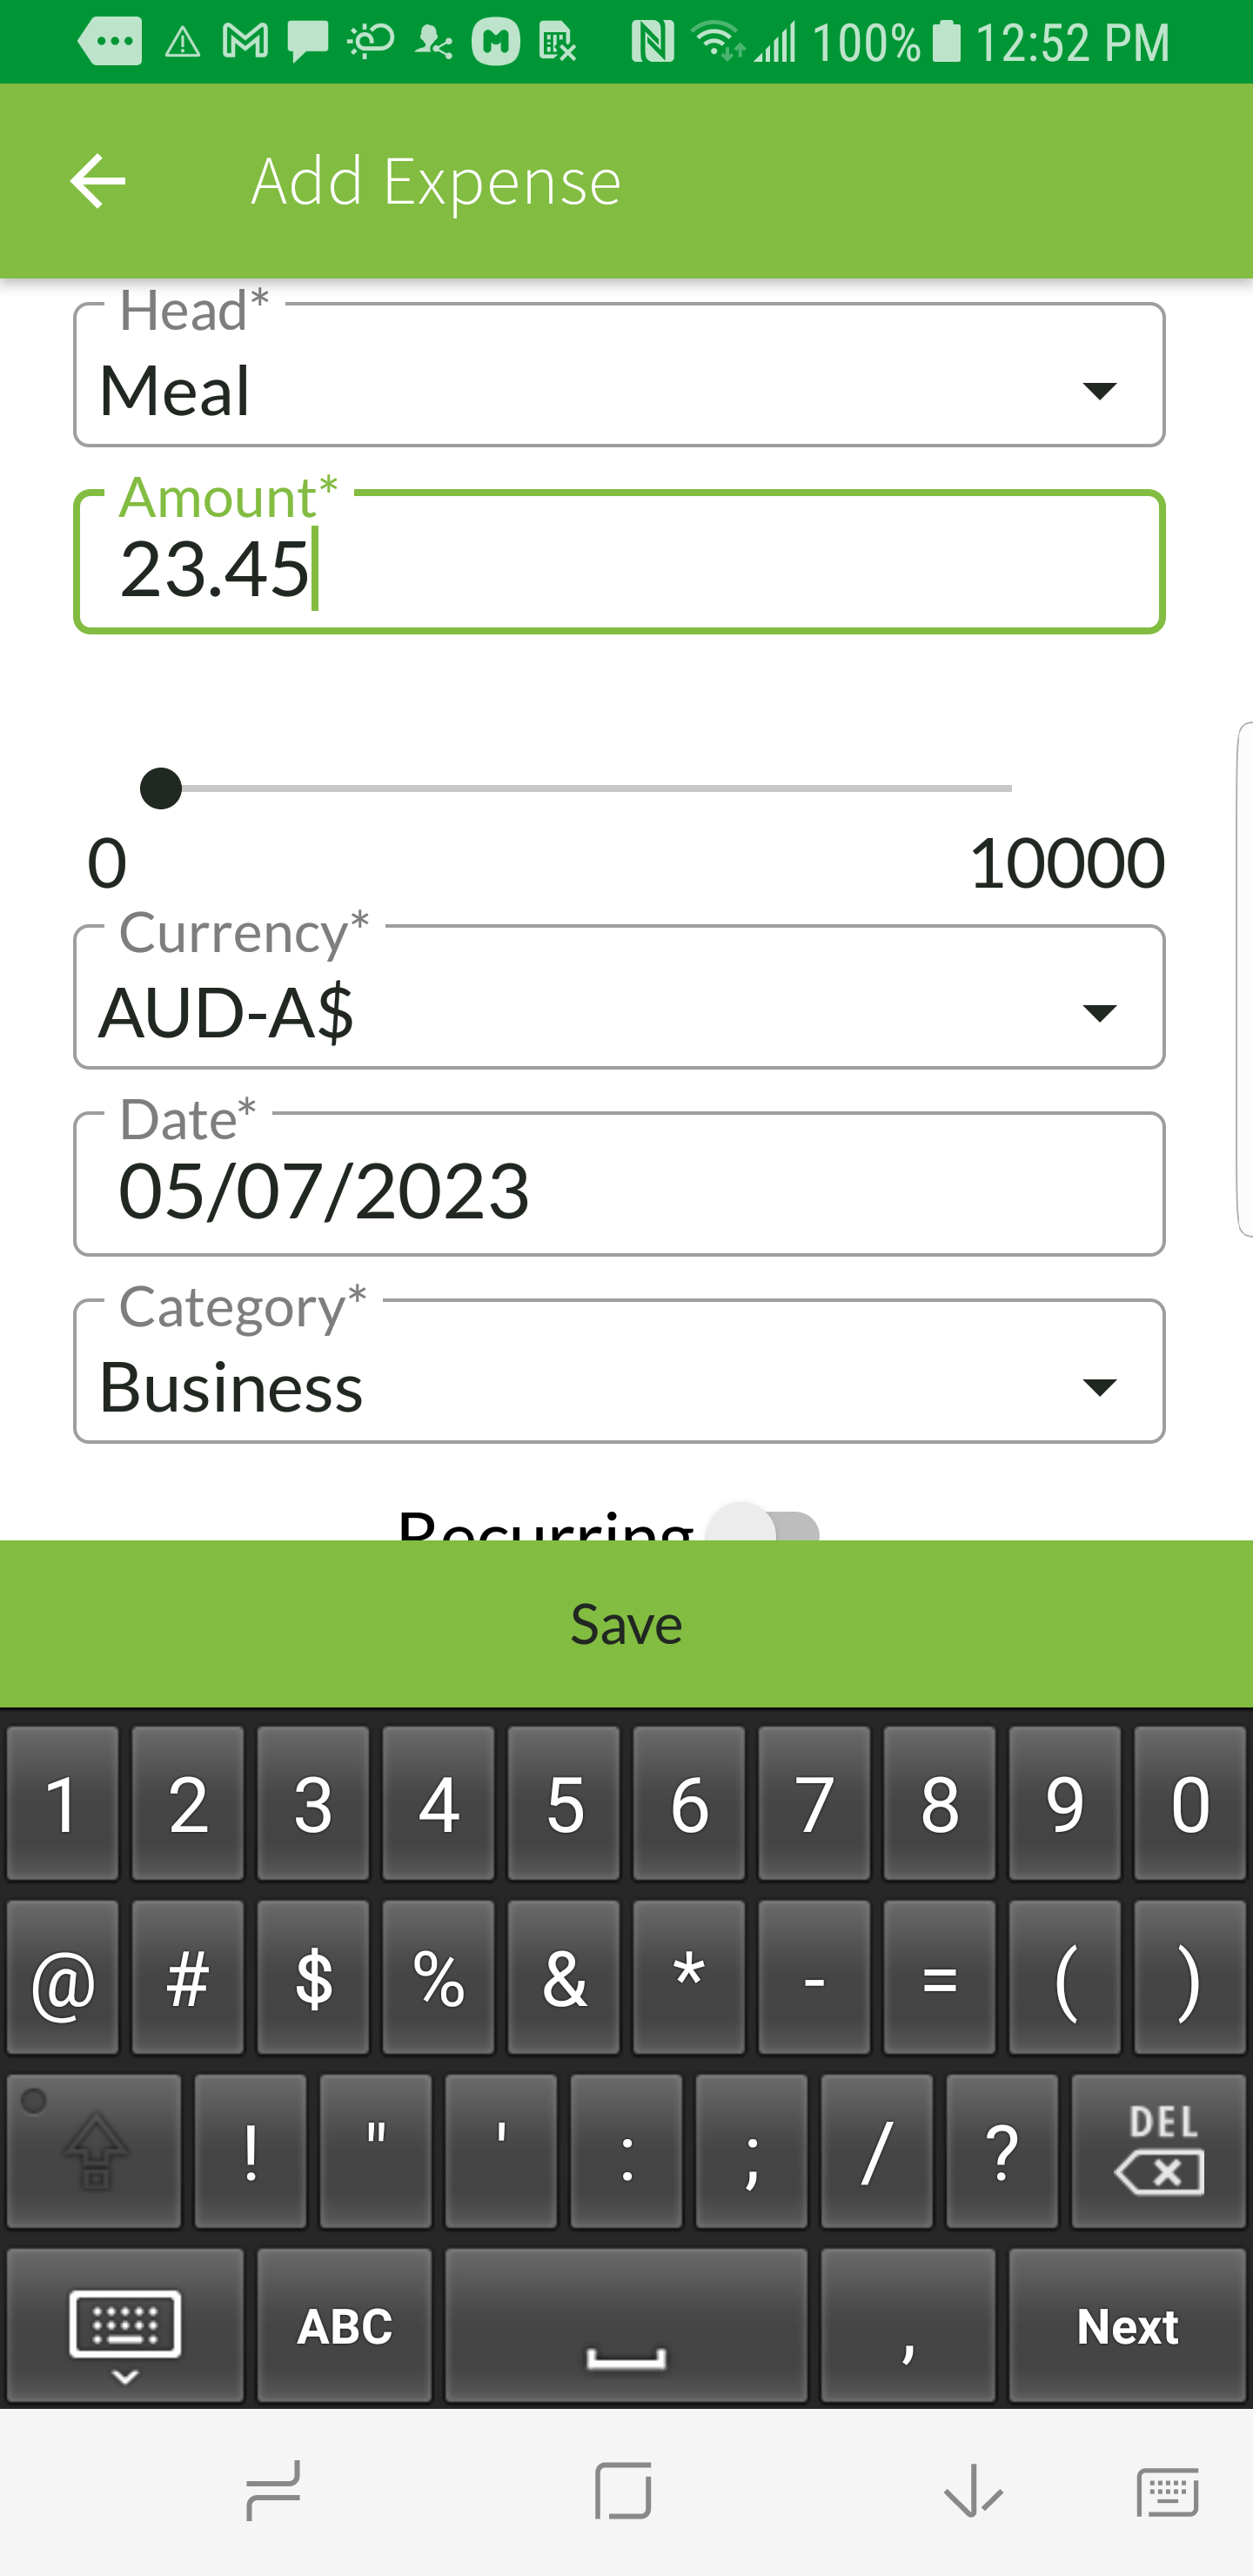 100% 12:52 PM
Add Expense
Head*
Meal
Amount*
23.45
0 10000
Currency*
AUD-A$
Date*
05/07/2023
Category*
Business
Recurring
Save
1 2 3 4 5 6 7 8 9 0
@ # $ % & * - = ( )
! " ' : ; / ? DEL
ABC , Next